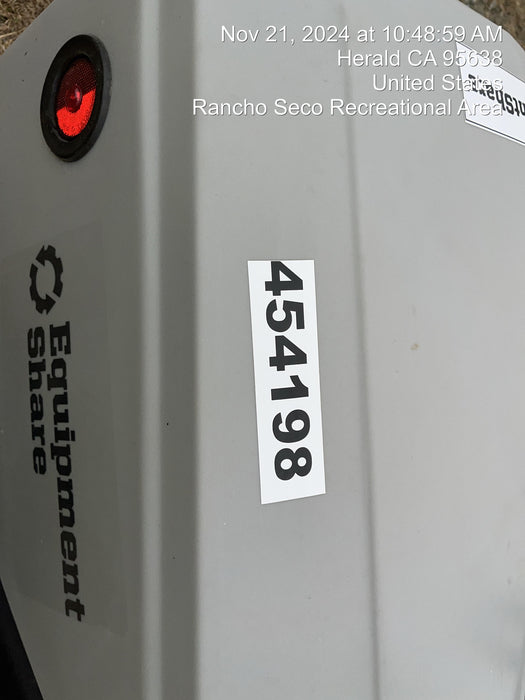 Nov 21, 2024 at 10:48:59 AM
Herald CA 95638
United States
Rancho Seco Recreational Area
454198
Equipment
Share